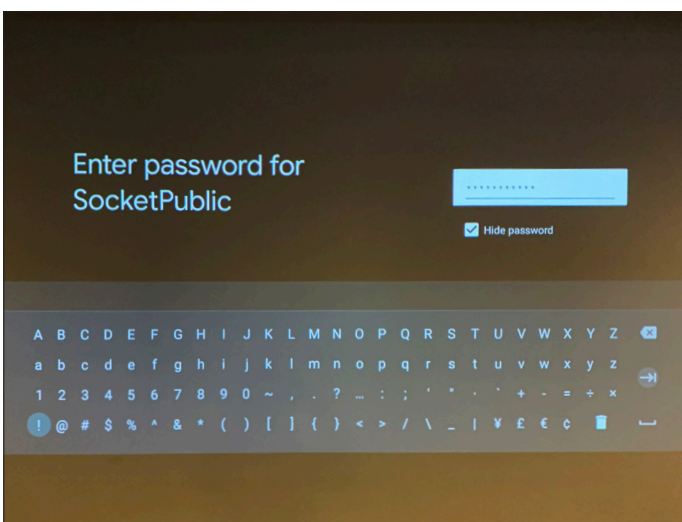 Enter password for
SocketPublic
...........
Hide password
A B C D E F G H I J K L M N O P Q R S T U V W X Y Z
a b c d e f g h i j k l m n o p q r s t u v w x y z
1 2 3 4 5 6 7 8 9 0 ~ , . ? … : ; ' " · ` + - = ÷ ×
! @ # $ % ^ & * ( ) [ ] { } < > / \ _ | ¥ £ € ¢